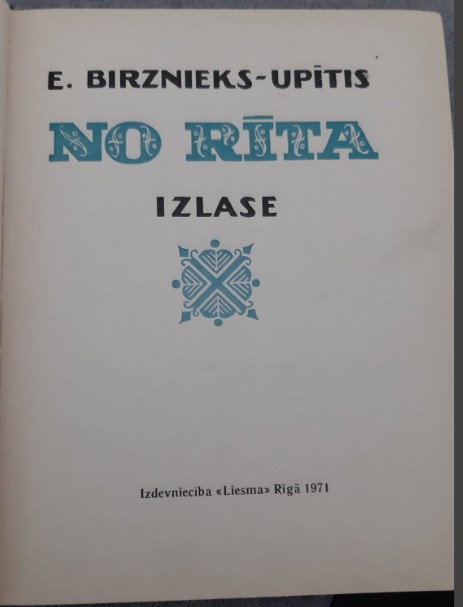 E. BIRZNIEKS-UPĪTIS
NO RĪTA
IZLASE
Izdevniecība «Liesma» Rīgā 1971